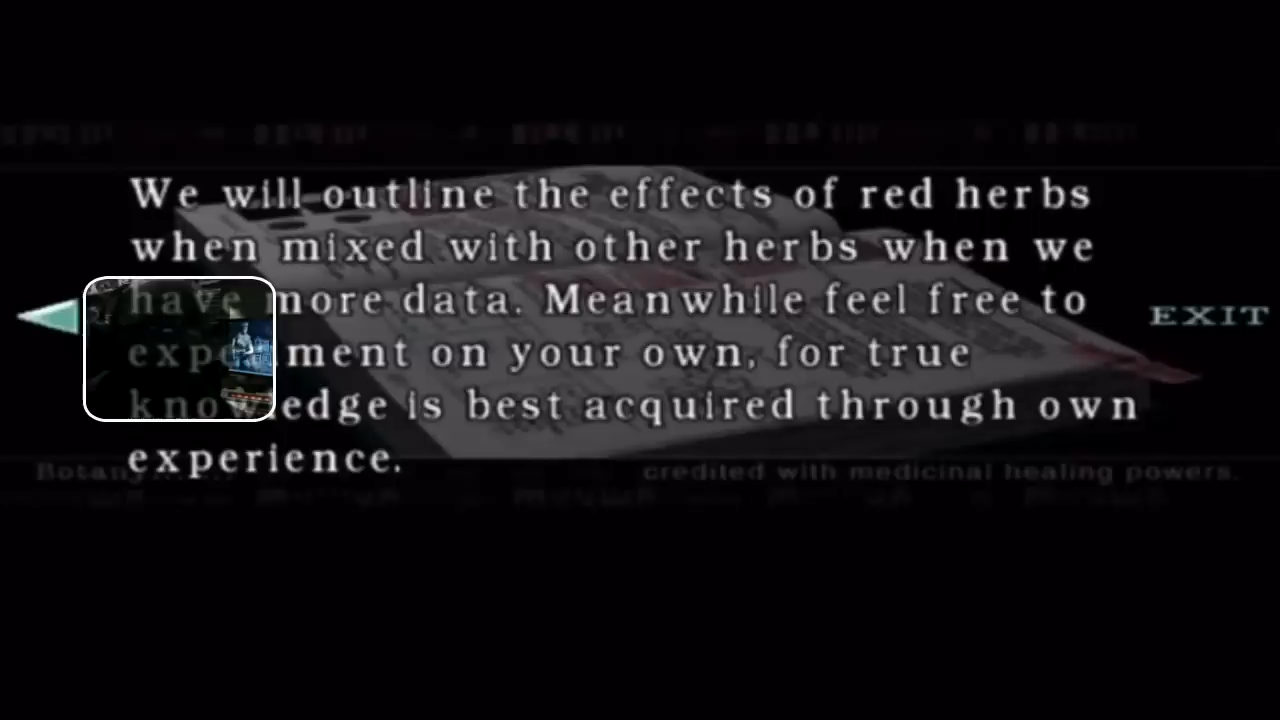 We will outline the effects of red herbs
when mixed with other herbs when we
have more data. Meanwhile feel free to
EXIT
experiment on your own, for true
knowledge is best acquired through own
experience.
credited with medicinal healing powers.